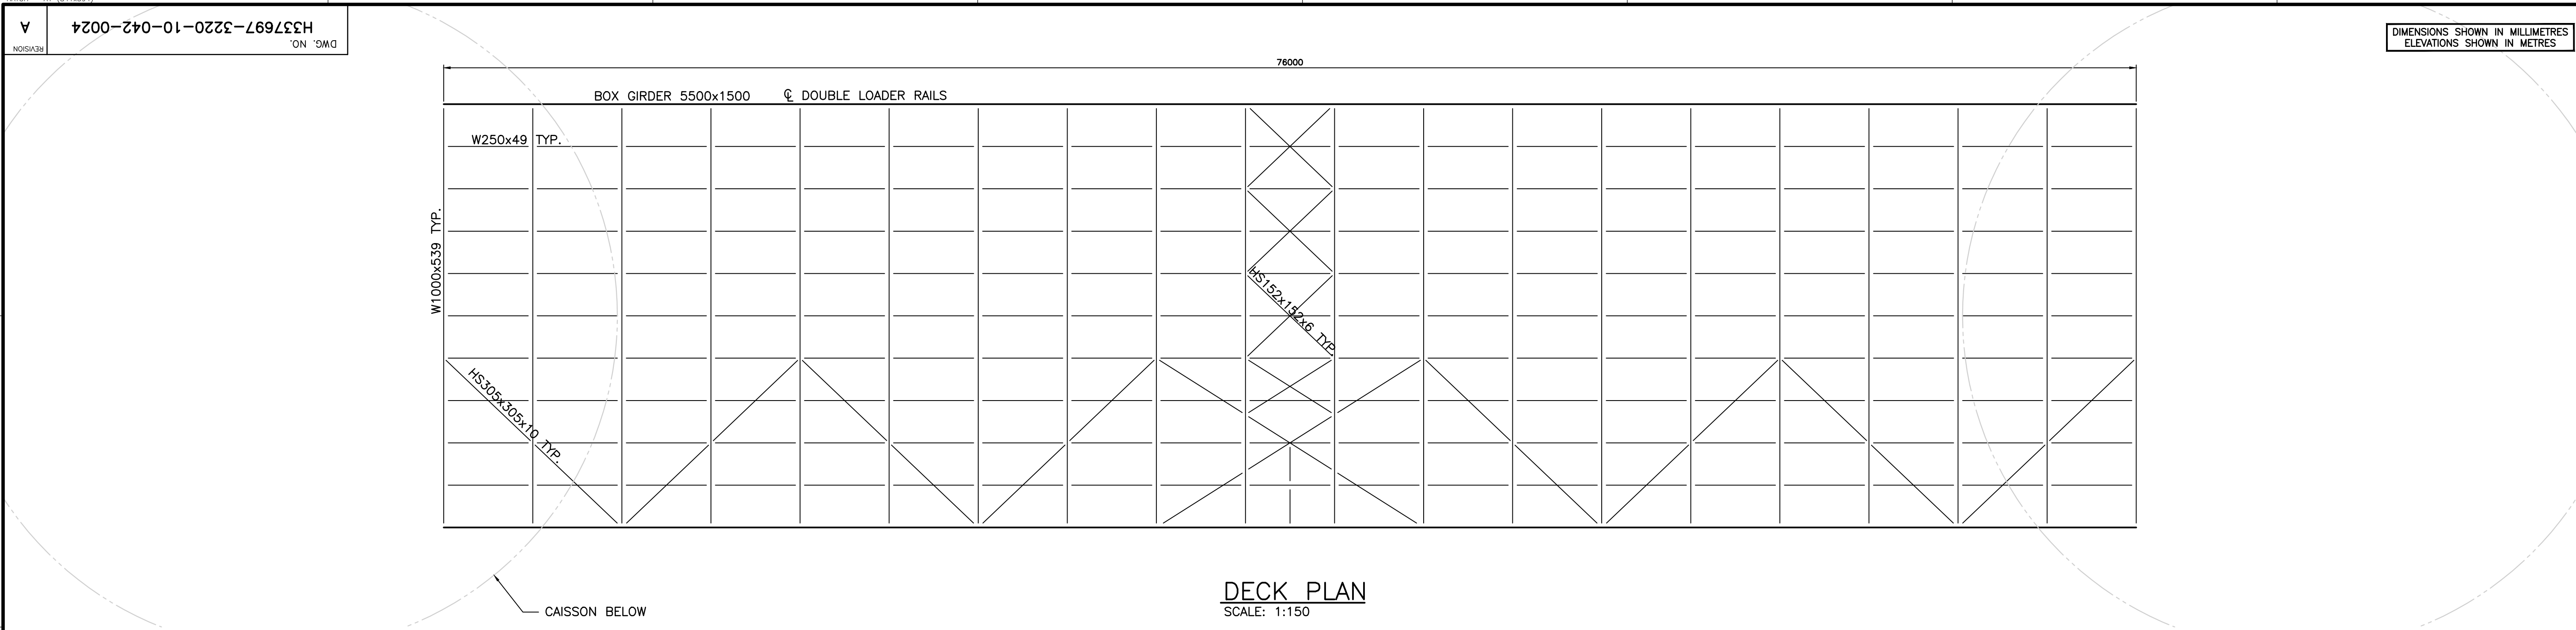 REVISION
A
DWG. NO.
H337697-3220-10-042-0024
DIMENSIONS SHOWN IN MILLIMETRES
ELEVATIONS SHOWN IN METRES
76000
BOX GIRDER 5500x1500
℄ DOUBLE LOADER RAILS
W250x49 TYP.
W1000x539 TYP.
HS152x152x6 TYP.
HS305x305x10 TYP.
CAISSON BELOW
DECK PLAN
SCALE: 1:150